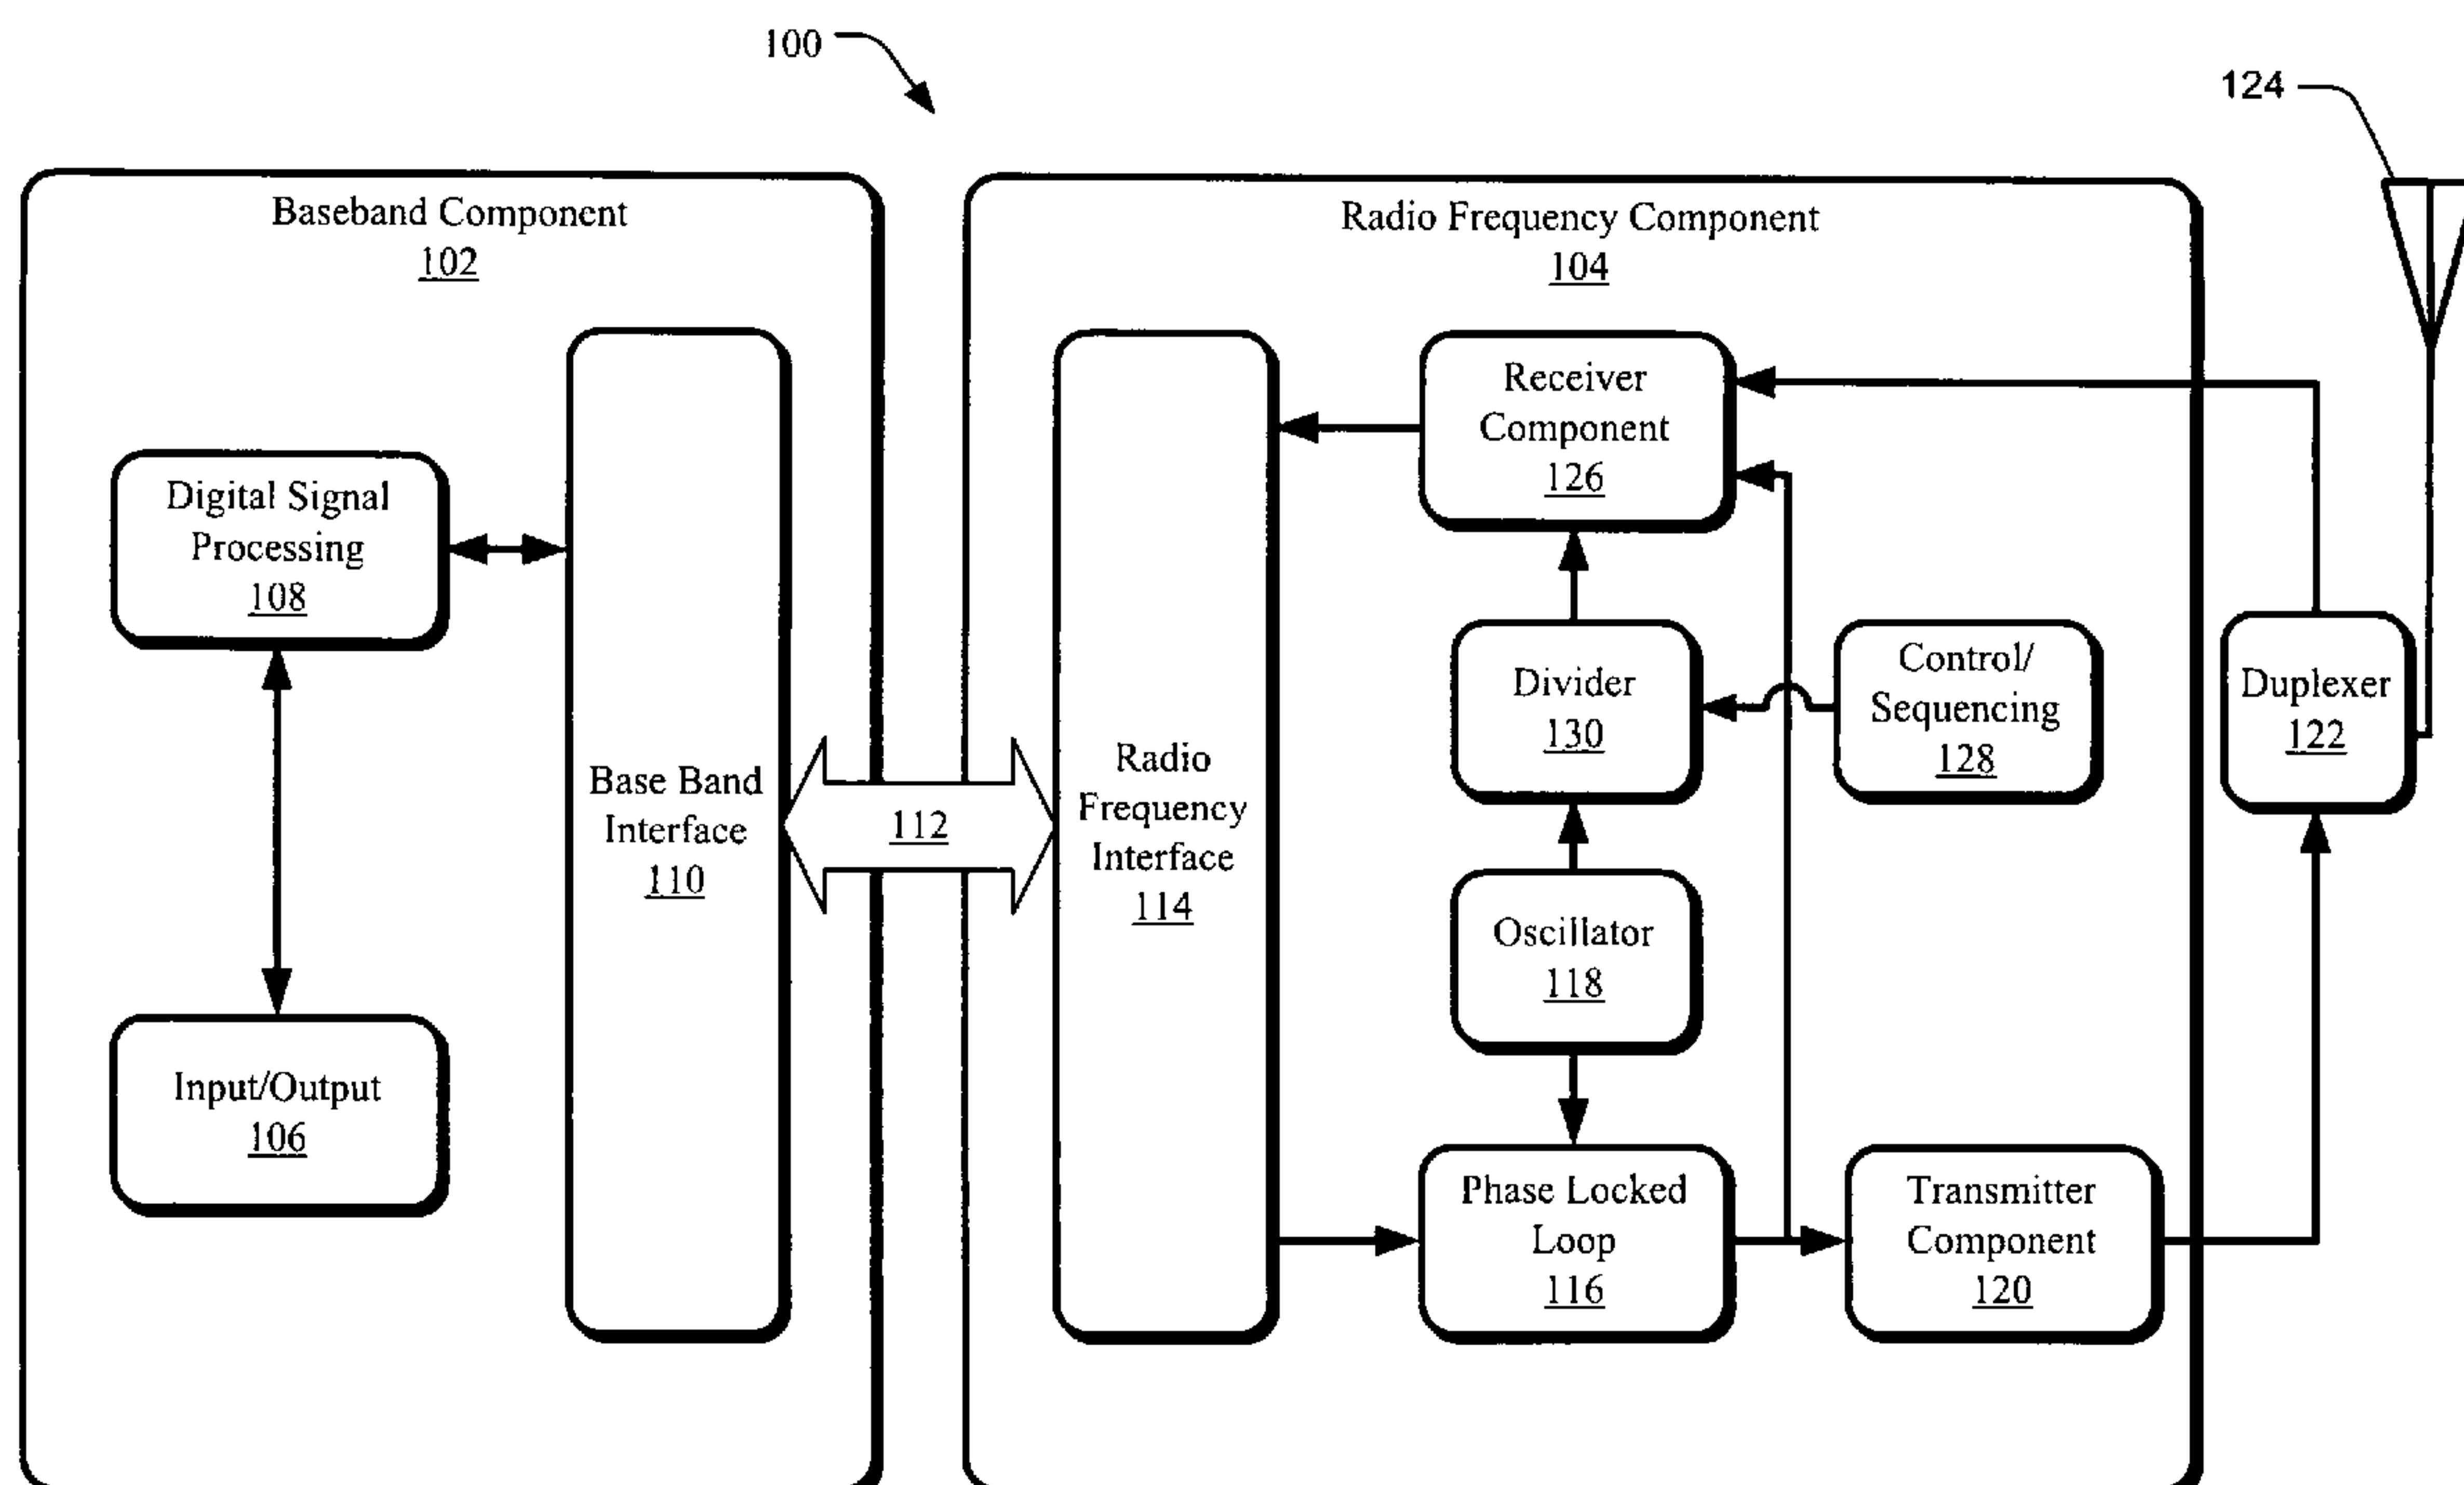 100
124
Baseband Component
102
Digital Signal
Processing
108
Input/Output
106
Base Band
Interface
110
112
Radio Frequency Component
104
Radio
Frequency
Interface
114
Receiver
Component
126
Divider
130
Control/
Sequencing
128
Oscillator
118
Phase Locked
Loop
116
Transmitter
Component
120
Duplexer
122